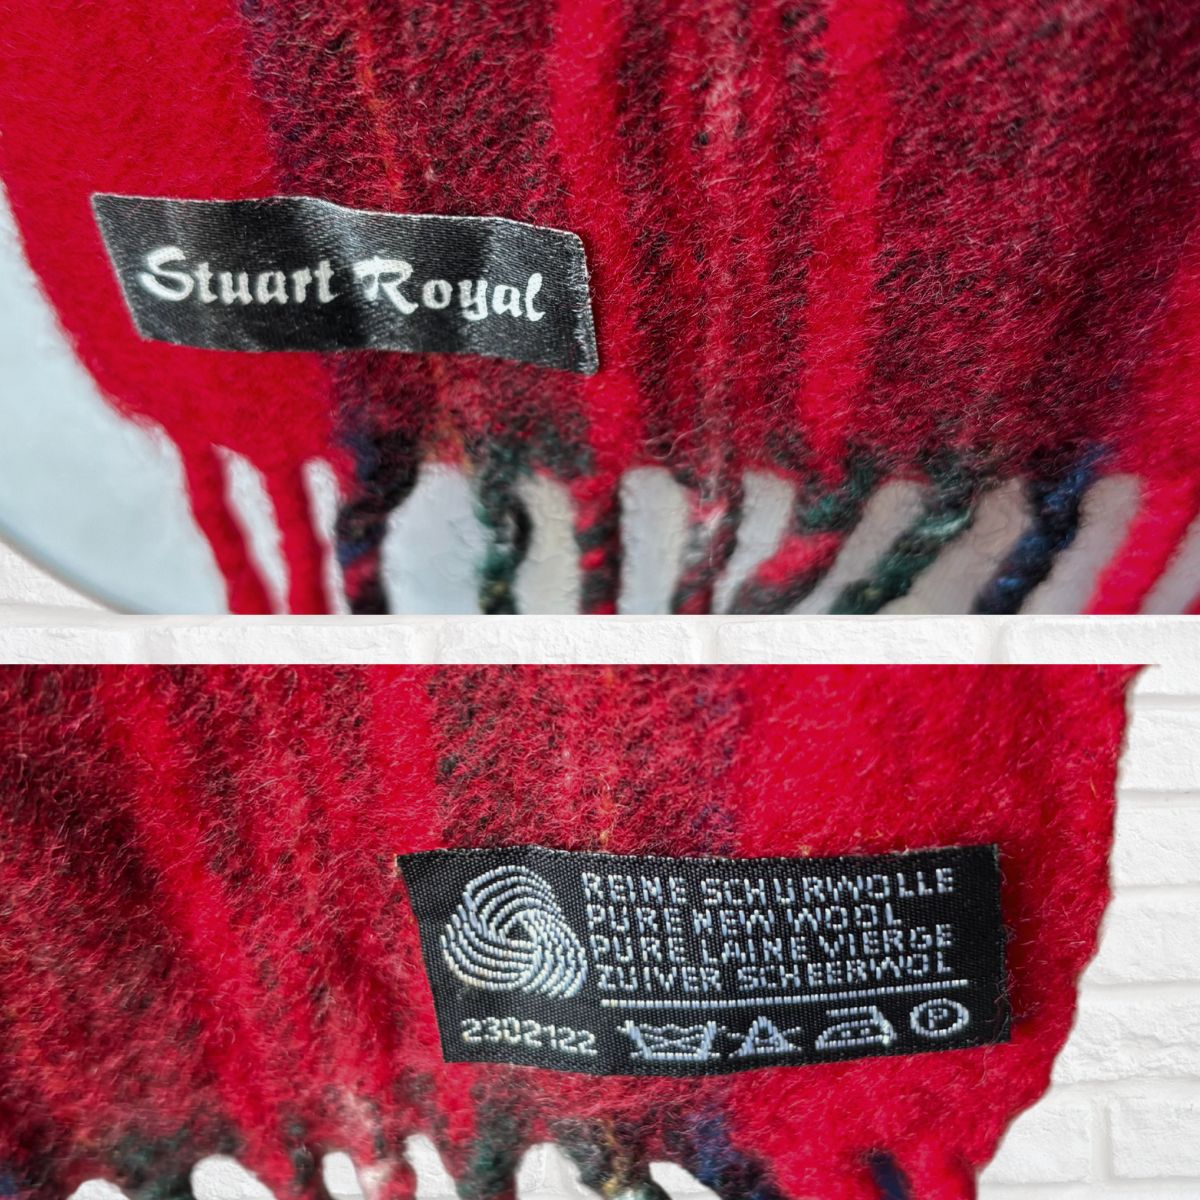 Stuart Royal
REINE SCHURWOLLE
PURE NEW WOOL
PURE LAINE VIERGE
ZUIVER SCHEERWOL
2302122
P